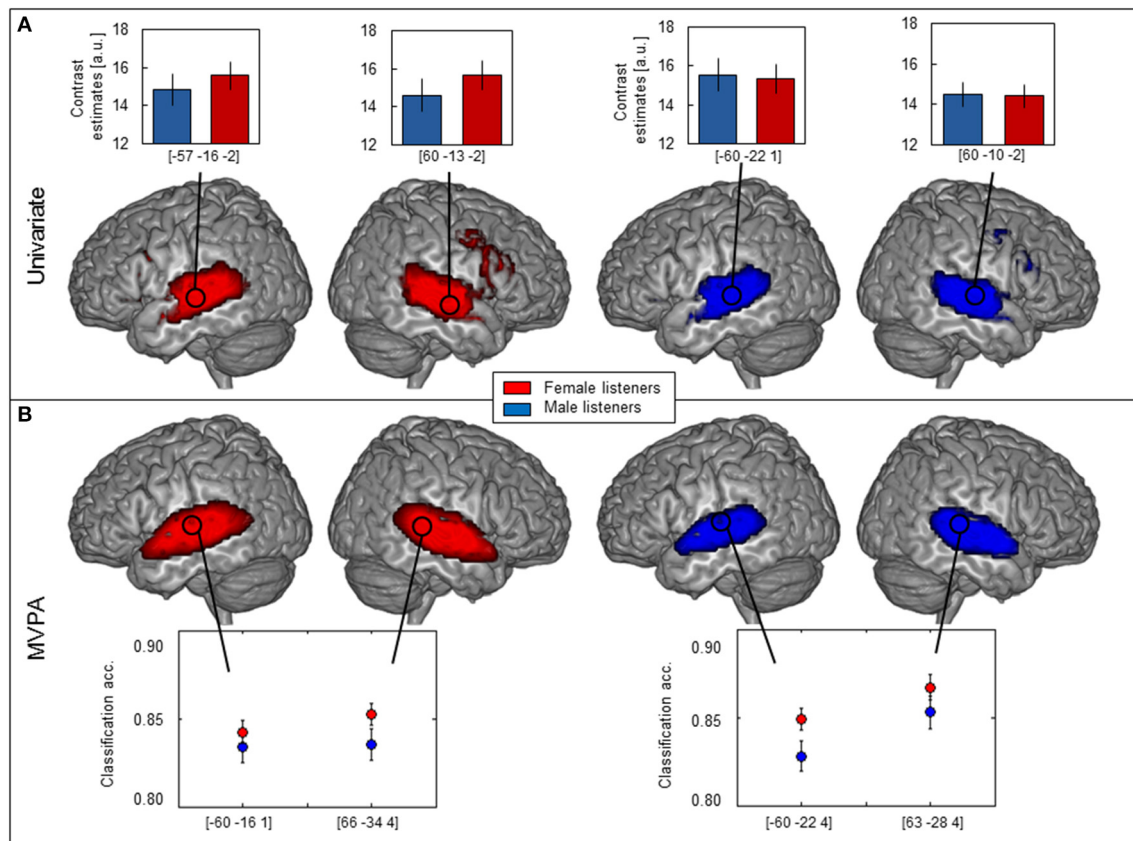 A
Contrast
estimates [a.u.]
18
16
14
12
[-57 -16 -2]
18
16
14
12
[60 -13 -2]
Contrast
estimates [a.u.]
18
16
14
12
[-60 -22 1]
18
16
14
12
[60 -10 -2]
Univariate
Female listeners
Male listeners
B
MVPA
Classification acc.
0.90
0.85
0.80
[-60 -16 1] [66 -34 4]
Classification acc.
0.90
0.85
0.80
[-60 -22 4] [63 -28 4]